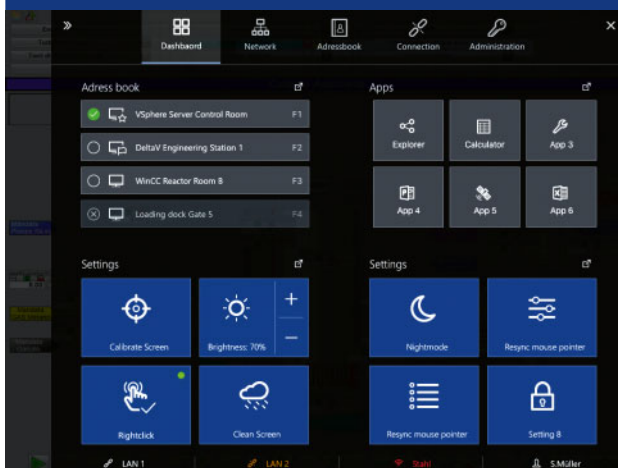 Dashbaord Network Adressbook Connection Administration
Adress book
VSphere Server Control Room F1
DeltaV Engineering Station 1 F2
WinCC Reactor Room B F3
Loading dock Gate 5 F4
Apps
Explorer Calculator App 3
App 4 App 5 App 6
Settings
Calibrate Screen Brightness: 70%
Rightclick Clean Screen
Settings
Nightmode Resync mouse pointer
Resync mouse pointer Setting 8
LAN 1 LAN 2 Stahl S.Müller